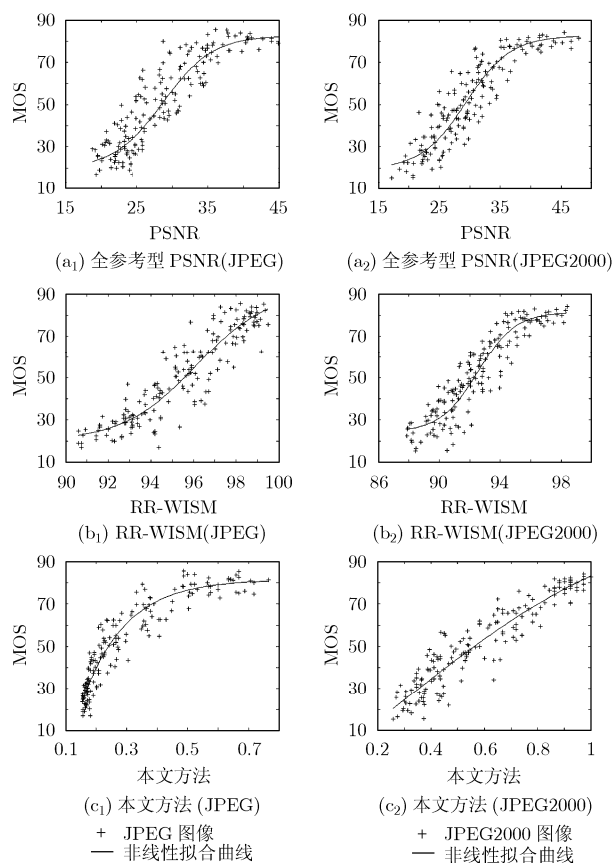 90 90
70 70
MOS 50 MOS 50
30 30
10 10
15 25 35 45 15 25 35 45
PSNR PSNR
(a₁) 全参考型 PSNR(JPEG) (a₂) 全参考型 PSNR(JPEG2000)
90 90
70 70
MOS 50 MOS 50
30 30
10 10
90 92 94 96 98 100 86 90 94 98
RR-WISM RR-WISM
(b₁) RR-WISM(JPEG) (b₂) RR-WISM(JPEG2000)
90 90
70 70
MOS 50 MOS 50
30 30
10 10
0.1 0.3 0.5 0.7 0.2 0.4 0.6 0.8 1
本文方法 本文方法
(c₁) 本文方法 (JPEG) (c₂) 本文方法 (JPEG2000)
+ JPEG 图像 + JPEG2000 图像
— 非线性拟合曲线 — 非线性拟合曲线